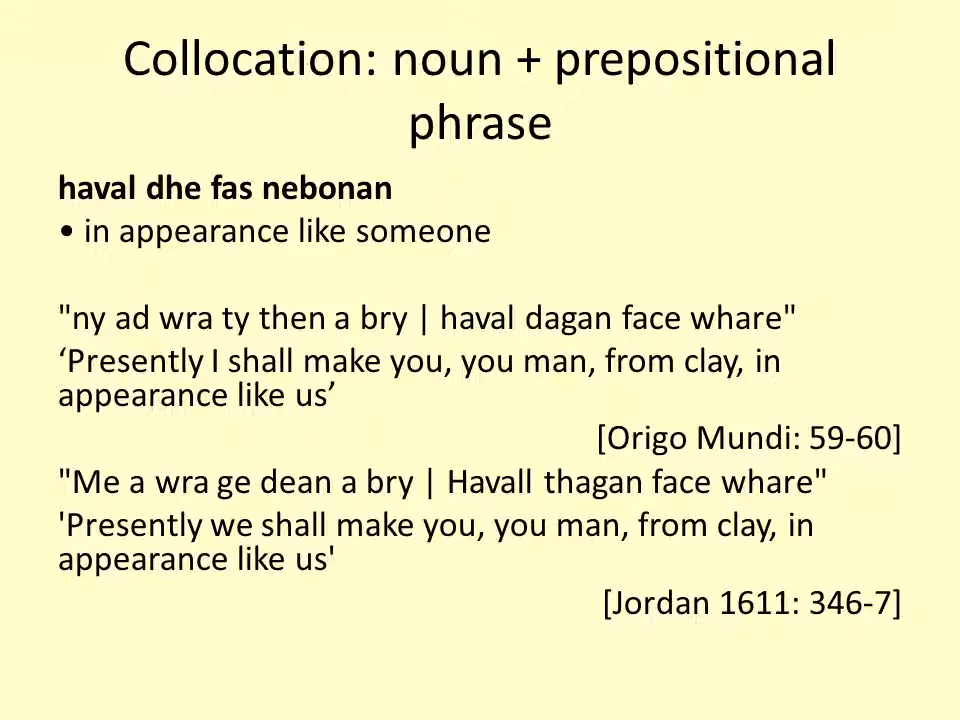 Collocation: noun + prepositional
phrase
haval dhe fas nebonan
• in appearance like someone
"ny ad wra ty then a bry | haval dagan face whare"
‘Presently I shall make you, you man, from clay, in
appearance like us’
[Origo Mundi: 59-60]
"Me a wra ge dean a bry | Havall thagan face whare"
'Presently we shall make you, you man, from clay, in
appearance like us'
[Jordan 1611: 346-7]